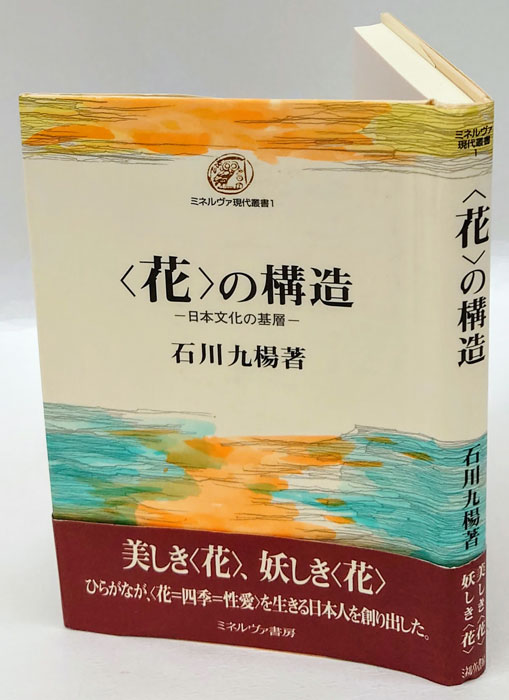 ミネルヴァ現代叢書1
〈花〉の構造
−日本文化の基層−
石川九楊著
美しき〈花〉、妖しき〈花〉
ひらがなが、〈花=四季=性愛〉を生きる日本人を創り出した。
ミネルヴァ書房
ミネルヴァ
現代叢書
1
〈花〉の構造
石川九楊著
美しき〈花〉、
妖しき〈花〉